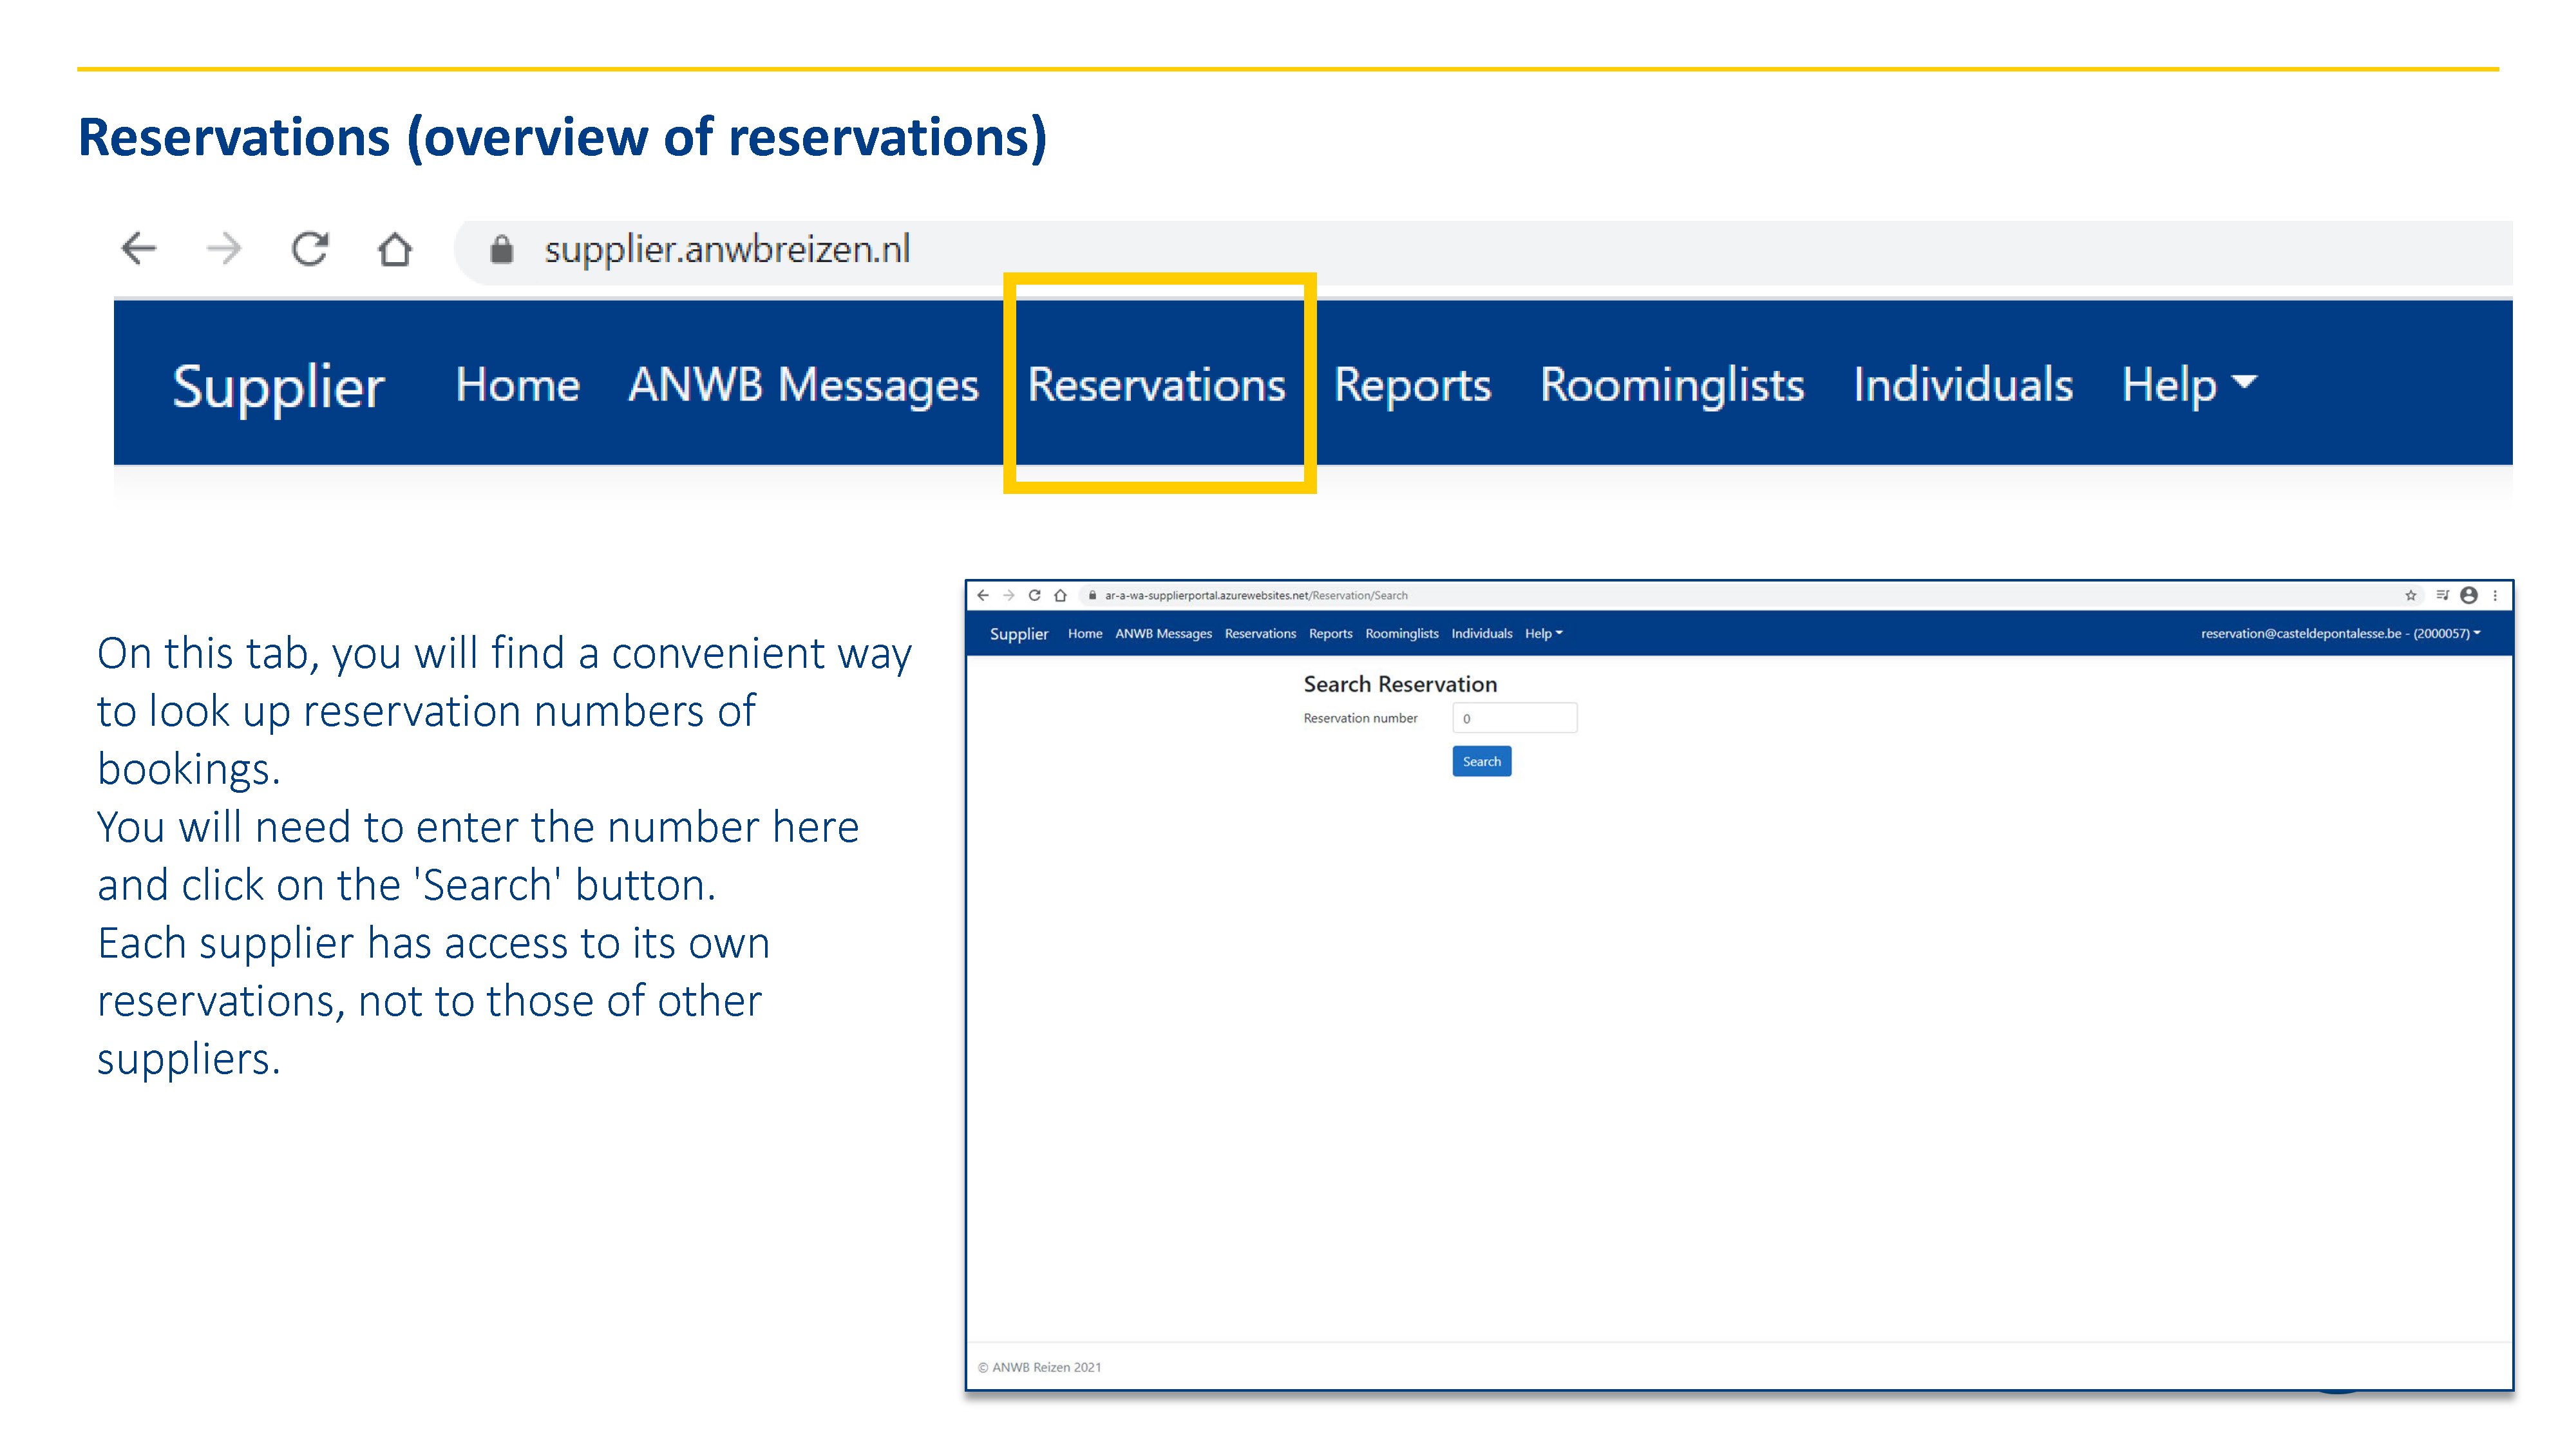 Reservations (overview of reservations)
supplier.anwbreizen.nl
Supplier Home ANWB Messages Reservations Reports Roominglists Individuals Help
On this tab, you will find a convenient way
to look up reservation numbers of
bookings.
You will need to enter the number here
and click on the 'Search' button.
Each supplier has access to its own
reservations, not to those of other
suppliers.
ar-a-wa-supplierportal.azurewebsites.net/Reservation/Search
Supplier Home ANWB Messages Reservations Reports Roominglists Individuals Help reservation@casteldepontalesse.be - (2000057)
Search Reservation
Reservation number 0
Search
© ANWB Reizen 2021